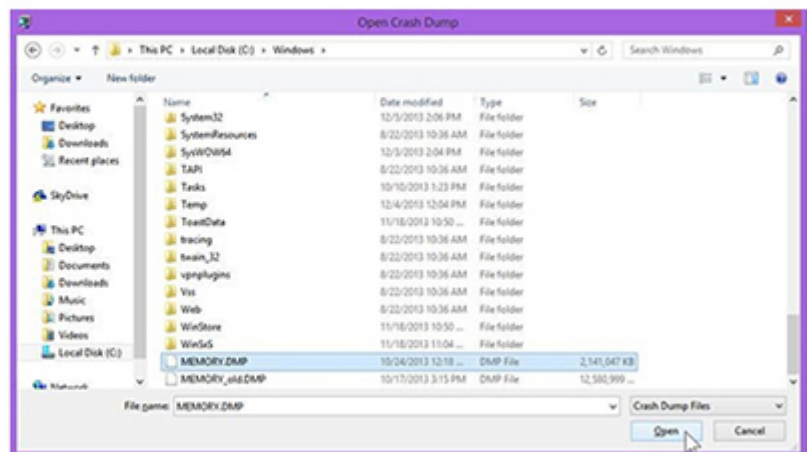 Open Crash Dump
This PC Local Disk (C:) Windows Search Windows
Organize New folder
Name Date modified Type Size
Favorites
Desktop
Downloads
Recent places
SkyDrive
This PC
Desktop
Documents
Downloads
Music
Pictures
Videos
Local Disk (C:)
Network
System32 12/3/2013 2:06 PM File folder
SystemResources 8/22/2013 10:36 AM File folder
SysWOW64 12/3/2013 2:04 PM File folder
TAPI 8/22/2013 10:36 AM File folder
Tasks 10/10/2013 1:23 PM File folder
Temp 12/4/2013 12:04 PM File folder
ToastData 11/18/2013 10:50 ... File folder
tracing 8/22/2013 10:36 AM File folder
twain_32 8/22/2013 10:36 AM File folder
vpnplugins 8/22/2013 10:36 AM File folder
Vss 8/22/2013 10:36 AM File folder
Web 8/22/2013 10:36 AM File folder
WinStore 11/18/2013 10:50 ... File folder
WinSxS 11/18/2013 11:04 ... File folder
MEMORY.DMP 10/24/2013 12:18 ... DMP File 2,141,047 KB
MEMORY_old.DMP 10/17/2013 3:15 PM DMP File 12,580,999 ...
File name: MEMORY.DMP Crash Dump Files
Open Cancel